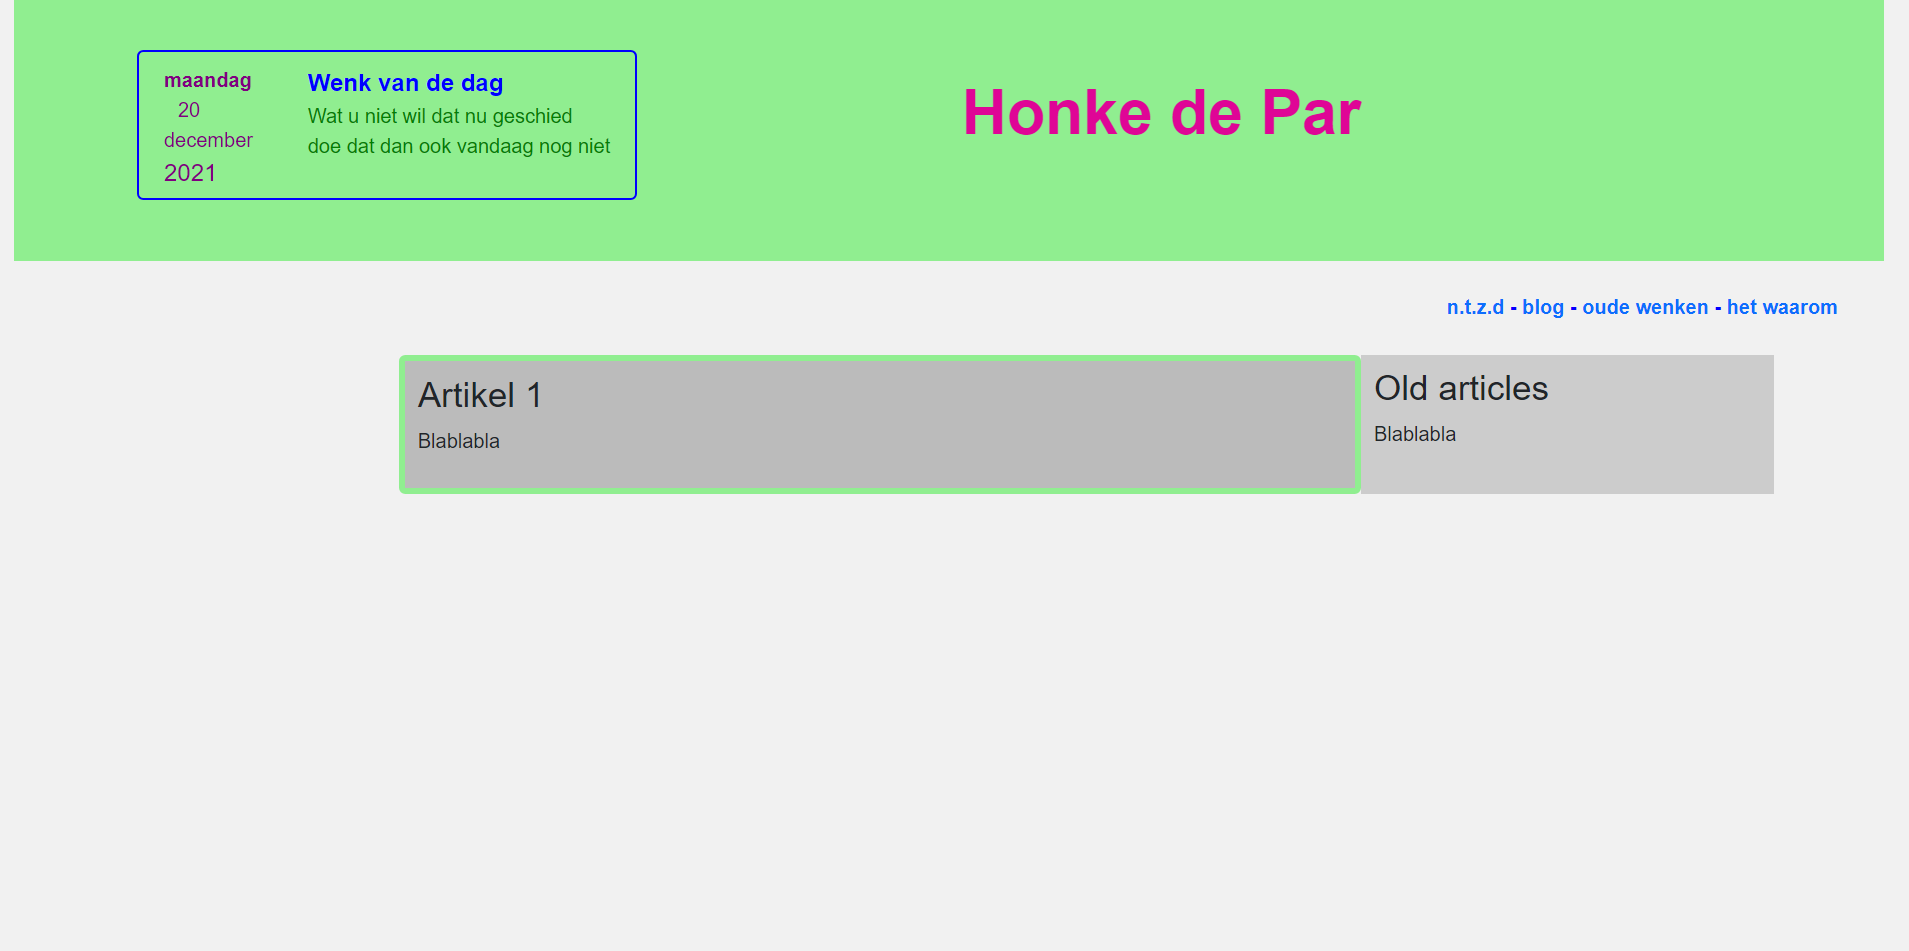 maandag
20
december
2021
Wenk van de dag
Wat u niet wil dat nu geschied
doe dat dan ook vandaag nog niet
Honke de Par
n.t.z.d - blog - oude wenken - het waarom
Artikel 1
Blablabla
Old articles
Blablabla